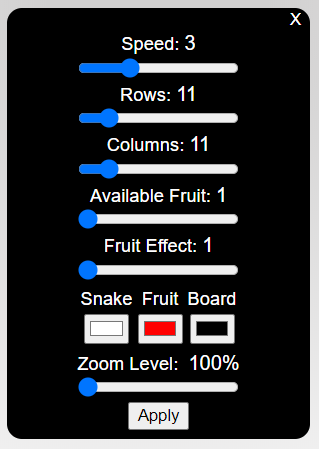 X
Speed: 3
Rows: 11
Columns: 11
Available Fruit: 1
Fruit Effect: 1
Snake Fruit Board
Zoom Level: 100%
Apply